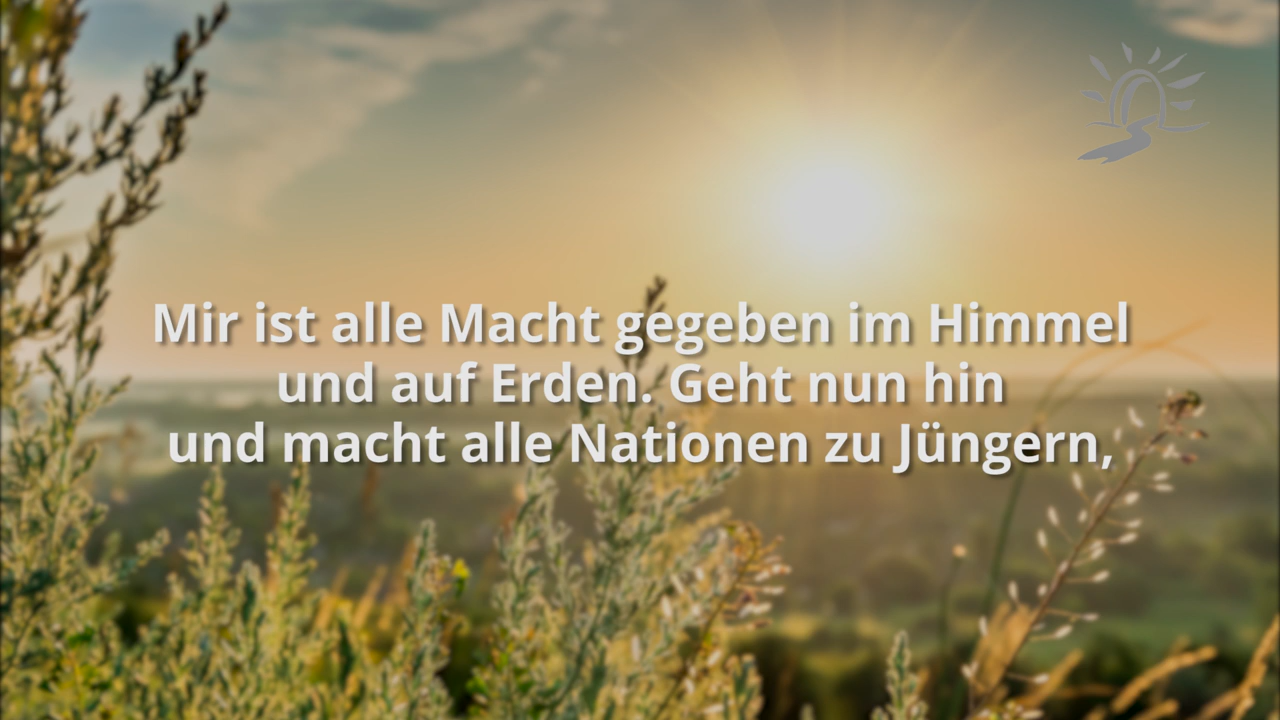 Mir ist alle Macht gegeben im Himmel
und auf Erden. Geht nun hin
und macht alle Nationen zu Jüngern,